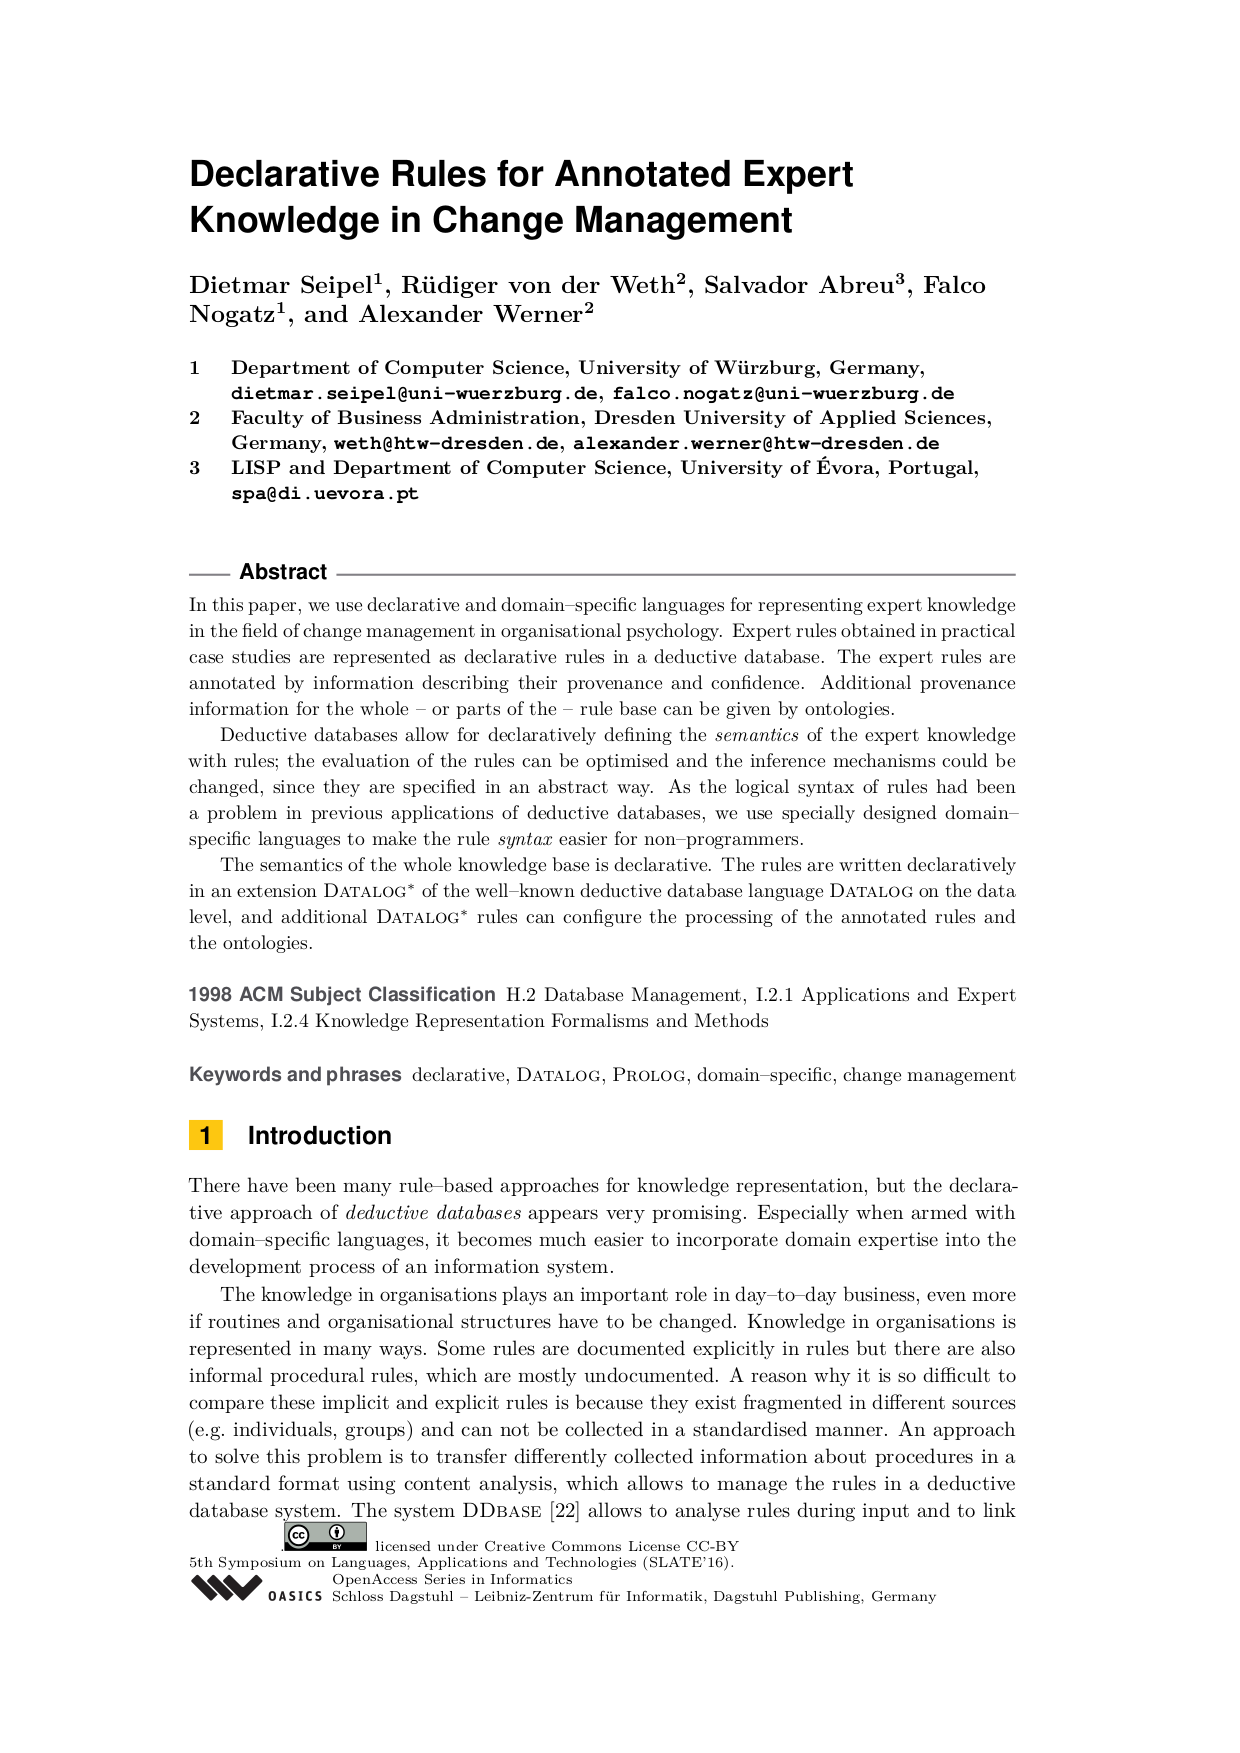 Declarative Rules for Annotated Expert
Knowledge in Change Management
Dietmar Seipel¹, Rüdiger von der Weth², Salvador Abreu³, Falco
Nogatz¹, and Alexander Werner²
1 Department of Computer Science, University of Würzburg, Germany,
dietmar.seipel@uni-wuerzburg.de, falco.nogatz@uni-wuerzburg.de
2 Faculty of Business Administration, Dresden University of Applied Sciences,
Germany, weth@htw-dresden.de, alexander.werner@htw-dresden.de
3 LISP and Department of Computer Science, University of Évora, Portugal,
spa@di.uevora.pt
Abstract
In this paper, we use declarative and domain–specific languages for representing expert knowledge
in the field of change management in organisational psychology. Expert rules obtained in practical
case studies are represented as declarative rules in a deductive database. The expert rules are
annotated by information describing their provenance and confidence. Additional provenance
information for the whole – or parts of the – rule base can be given by ontologies.
Deductive databases allow for declaratively defining the semantics of the expert knowledge
with rules; the evaluation of the rules can be optimised and the inference mechanisms could be
changed, since they are specified in an abstract way. As the logical syntax of rules had been
a problem in previous applications of deductive databases, we use specially designed domain–
specific languages to make the rule syntax easier for non–programmers.
The semantics of the whole knowledge base is declarative. The rules are written declaratively
in an extension DATALOG* of the well–known deductive database language DATALOG on the data
level, and additional DATALOG* rules can configure the processing of the annotated rules and
the ontologies.
1998 ACM Subject Classification H.2 Database Management, I.2.1 Applications and Expert
Systems, I.2.4 Knowledge Representation Formalisms and Methods
Keywords and phrases declarative, DATALOG, PROLOG, domain–specific, change management
1 Introduction
There have been many rule–based approaches for knowledge representation, but the declara-
tive approach of deductive databases appears very promising. Especially when armed with
domain–specific languages, it becomes much easier to incorporate domain expertise into the
development process of an information system.
The knowledge in organisations plays an important role in day–to–day business, even more
if routines and organisational structures have to be changed. Knowledge in organisations is
represented in many ways. Some rules are documented explicitly in rules but there are also
informal procedural rules, which are mostly undocumented. A reason why it is so difficult to
compare these implicit and explicit rules is because they exist fragmented in different sources
(e.g. individuals, groups) and can not be collected in a standardised manner. An approach
to solve this problem is to transfer differently collected information about procedures in a
standard format using content analysis, which allows to manage the rules in a deductive
database system. The system DDBASE [22] allows to analyse rules during input and to link
cc BY licensed under Creative Commons License CC-BY
5th Symposium on Languages, Applications and Technologies (SLATE'16).
OpenAccess Series in Informatics
OASICS Schloss Dagstuhl – Leibniz-Zentrum für Informatik, Dagstuhl Publishing, Germany